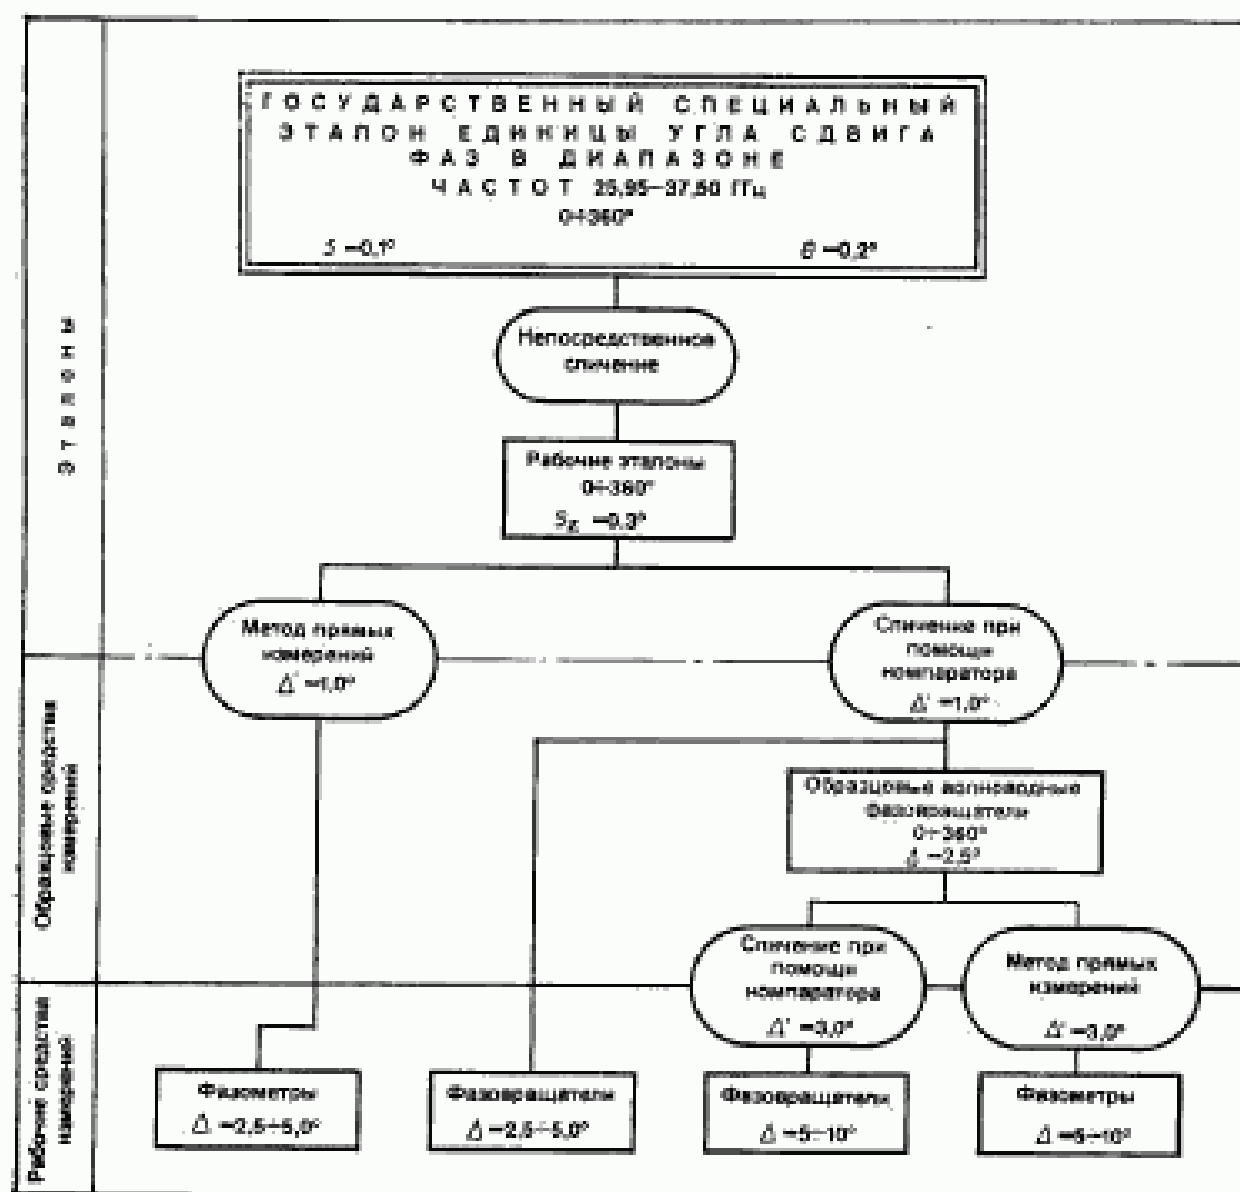 ГОСУДАРСТВЕННЫЙ СПЕЦИАЛЬНЫЙ
ЭТАЛОН ЕДИНИЦЫ УГЛА СДВИГА
ФАЗ В ДИАПАЗОНЕ
ЧАСТОТ 25,95÷37,50 ГГц
0÷360°
S =0,1° Θ =0,2°
Непосредственное
сличение
Рабочие эталоны
0÷360°
S_Σ =0,3°
Метод прямых
измерений
Δ' =1,0°
Сличение при
помощи
компаратора
Δ' =1,0°
Образцовые волноводные
фазовращатели
0÷360°
Δ =2,5°
Сличение при
помощи
компаратора
Δ' =3,0°
Метод прямых
измерений
Δ' =3,0°
Фазометры
Δ =2,5÷5,0°
Фазовращатели
Δ =2,5÷5,0°
Фазовращатели
Δ =5÷10°
Фазометры
Δ =5÷10°
Эталоны
Образцовые средства
измерений
Рабочие средства
измерений